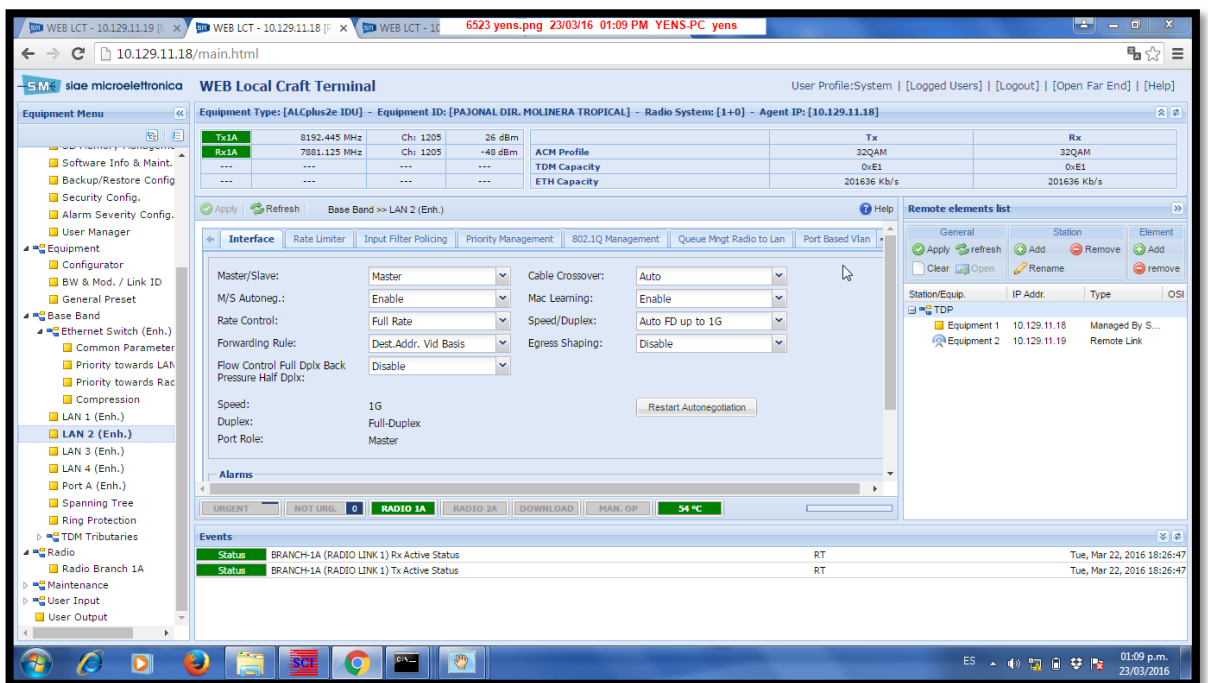 WEB LCT - 10.129.11.19 [
WEB LCT - 10.129.11.18 [F
WEB LCT - 10
6523 yens.png 23/03/16 01:09 PM YENS-PC yens
10.129.11.18/main.html
SM siae microelettronica
WEB Local Craft Terminal
User Profile:System | [Logged Users] | [Logout] | [Open Far End] | [Help]
Equipment Menu
Equipment Type: [ALCplus2e IDU] - Equipment ID: [PAJONAL DIR. MOLINERA TROPICAL] - Radio System: [1+0] - Agent IP: [10.129.11.18]
Tx1A 8192.445 MHz Ch: 1205 26 dBm Tx Rx
Rx1A 7881.125 MHz Ch: 1205 -48 dBm ACM Profile 32QAM 32QAM
--- --- --- --- TDM Capacity 0xE1 0xE1
--- --- --- --- ETH Capacity 201636 Kb/s 201636 Kb/s
Software Info & Maint.
Backup/Restore Config
Security Config.
Alarm Severity Config.
User Manager
Equipment
Configurator
BW & Mod. / Link ID
General Preset
Base Band
Ethernet Switch (Enh.)
Common Parameter
Priority towards LAN
Priority towards Rac
Compression
LAN 1 (Enh.)
LAN 2 (Enh.)
LAN 3 (Enh.)
LAN 4 (Enh.)
Port A (Enh.)
Spanning Tree
Ring Protection
TDM Tributaries
Radio
Radio Branch 1A
Maintenance
User Input
User Output
Apply Refresh Base Band >> LAN 2 (Enh.) Help
Interface Rate Limiter Input Filter Policing Priority Management 802.1Q Management Queue Mngt Radio to Lan Port Based Vlan
Master/Slave: Master Cable Crossover: Auto
M/S Autoneg.: Enable Mac Learning: Enable
Rate Control: Full Rate Speed/Duplex: Auto FD up to 1G
Forwarding Rule: Dest.Addr. Vid Basis Egress Shaping: Disable
Flow Control Full Dplx Back Disable
Pressure Half Dplx:
Speed: 1G Restart Autonegotiation
Duplex: Full-Duplex
Port Role: Master
Alarms
URGENT NOT URG. 0 RADIO 1A RADIO 2A DOWNLOAD MAN. OP 54 ºC
Remote elements list
General Station Element
Apply refresh Add Remove Add
Clear Open Rename remove
Station/Equip. IP Addr. Type OSI
TDP
Equipment 1 10.129.11.18 Managed By S...
Equipment 2 10.129.11.19 Remote Link
Events
Status BRANCH-1A (RADIO LINK 1) Rx Active Status RT Tue, Mar 22, 2016 18:26:47
Status BRANCH-1A (RADIO LINK 1) Tx Active Status RT Tue, Mar 22, 2016 18:26:47
SCT
C:\
ES
01:09 p.m.
23/03/2016